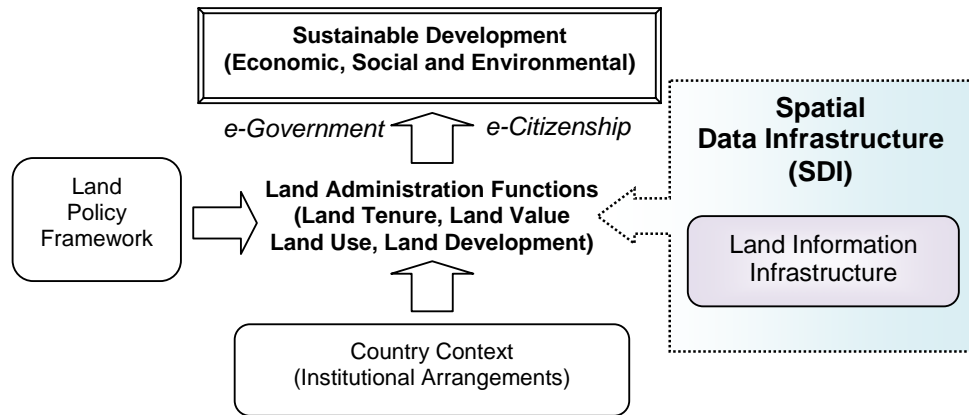 Sustainable Development
(Economic, Social and Environmental)
e-Government
e-Citizenship
Spatial
Data Infrastructure
(SDI)
Land
Policy
Framework
Land Administration Functions
(Land Tenure, Land Value
Land Use, Land Development)
Land Information
Infrastructure
Country Context
(Institutional Arrangements)